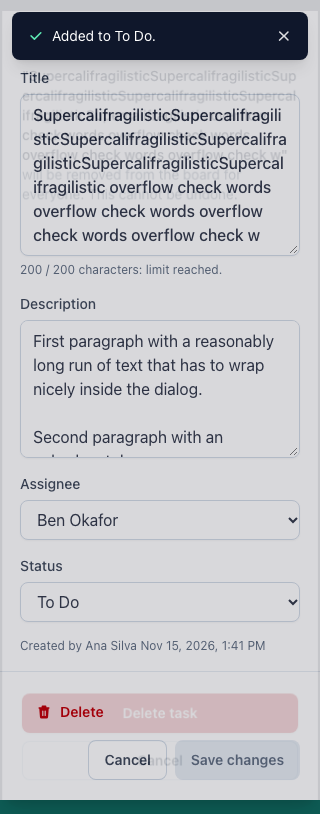 Added to To Do.
Title
SupercalifragilisticSupercalifragili
sticSupercalifragilisticSupercalifra
gilisticSupercalifragilisticSupercal
ifragilistic overflow check words
overflow check words overflow
check words overflow check w
200 / 200 characters: limit reached.
Description
First paragraph with a reasonably
long run of text that has to wrap
nicely inside the dialog.
Second paragraph with an
Assignee
Ben Okafor
Status
To Do
Created by Ana Silva Nov 15, 2026, 1:41 PM
Delete Delete task
Cancel Save changes